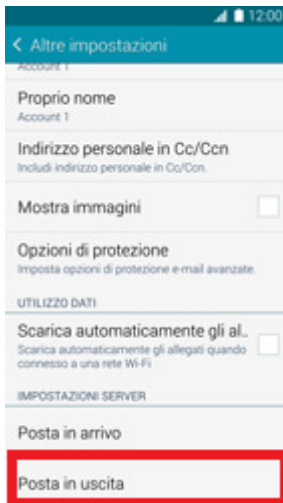 12:00
< Altre impostazioni
Account 1
Proprio nome
Account 1
Indirizzo personale in Cc/Ccn
Includi indirizzo personale in Cc/Ccn.
Mostra immagini
Opzioni di protezione
Imposta opzioni di protezione e-mail avanzate.
UTILIZZO DATI
Scarica automaticamente gli al..
Scarica automaticamente gli allegati quando
connesso a una rete Wi-Fi
IMPOSTAZIONI SERVER
Posta in arrivo
Posta in uscita